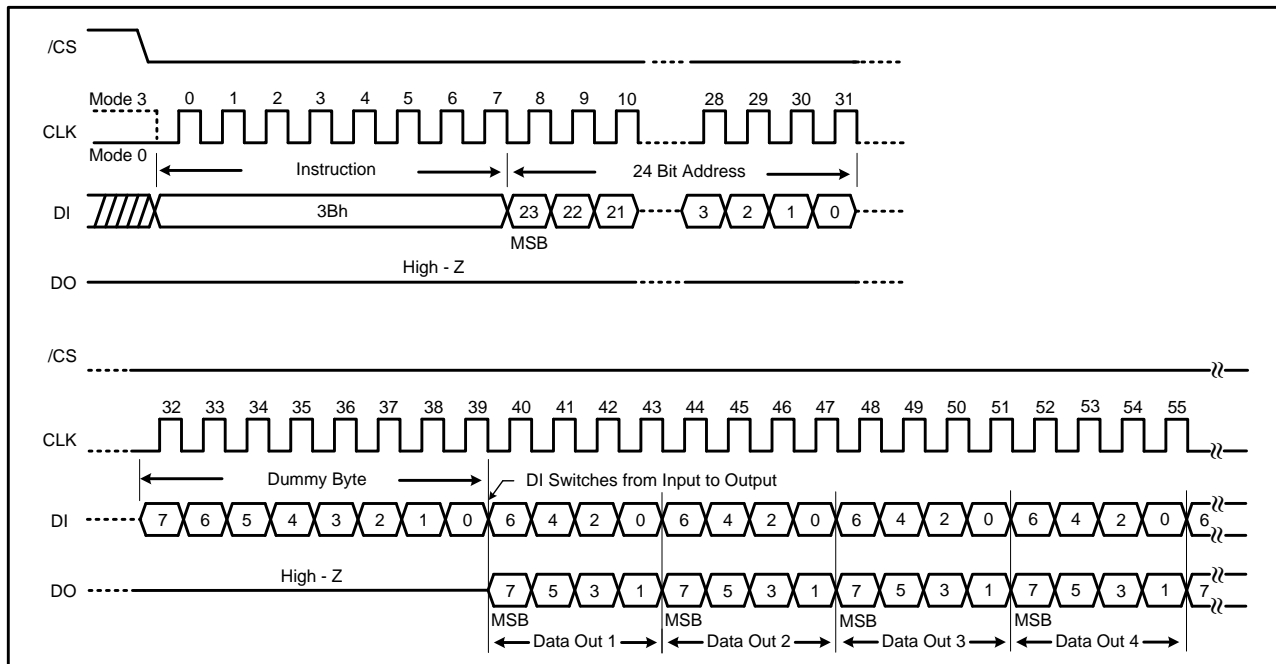 /CS
Mode 3 0 1 2 3 4 5 6 7 8 9 10 28 29 30 31
CLK
Mode 0
Instruction 24 Bit Address
DI 3Bh 23 22 21 3 2 1 0
MSB
High - Z
DO
/CS
32 33 34 35 36 37 38 39 40 41 42 43 44 45 46 47 48 49 50 51 52 53 54 55
CLK
Dummy Byte DI Switches from Input to Output
DI 7 6 5 4 3 2 1 0 6 4 2 0 6 4 2 0 6 4 2 0 6 4 2 0 6
High - Z
DO 7 5 3 1 7 5 3 1 7 5 3 1 7 5 3 1 7
MSB MSB MSB MSB
Data Out 1 Data Out 2 Data Out 3 Data Out 4